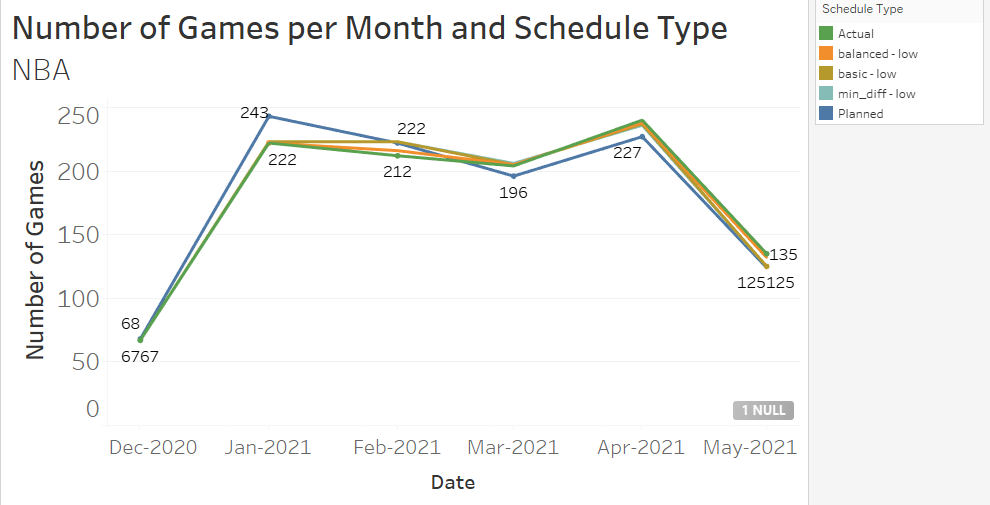 Number of Games per Month and Schedule Type
NBA
Schedule Type
Actual
balanced - low
basic - low
min_diff - low
Planned
Number of Games
250
200
150
100
50
0
243
222
222
212
196
227
68
6767
135
125125
1 NULL
Dec-2020 Jan-2021 Feb-2021 Mar-2021 Apr-2021 May-2021
Date